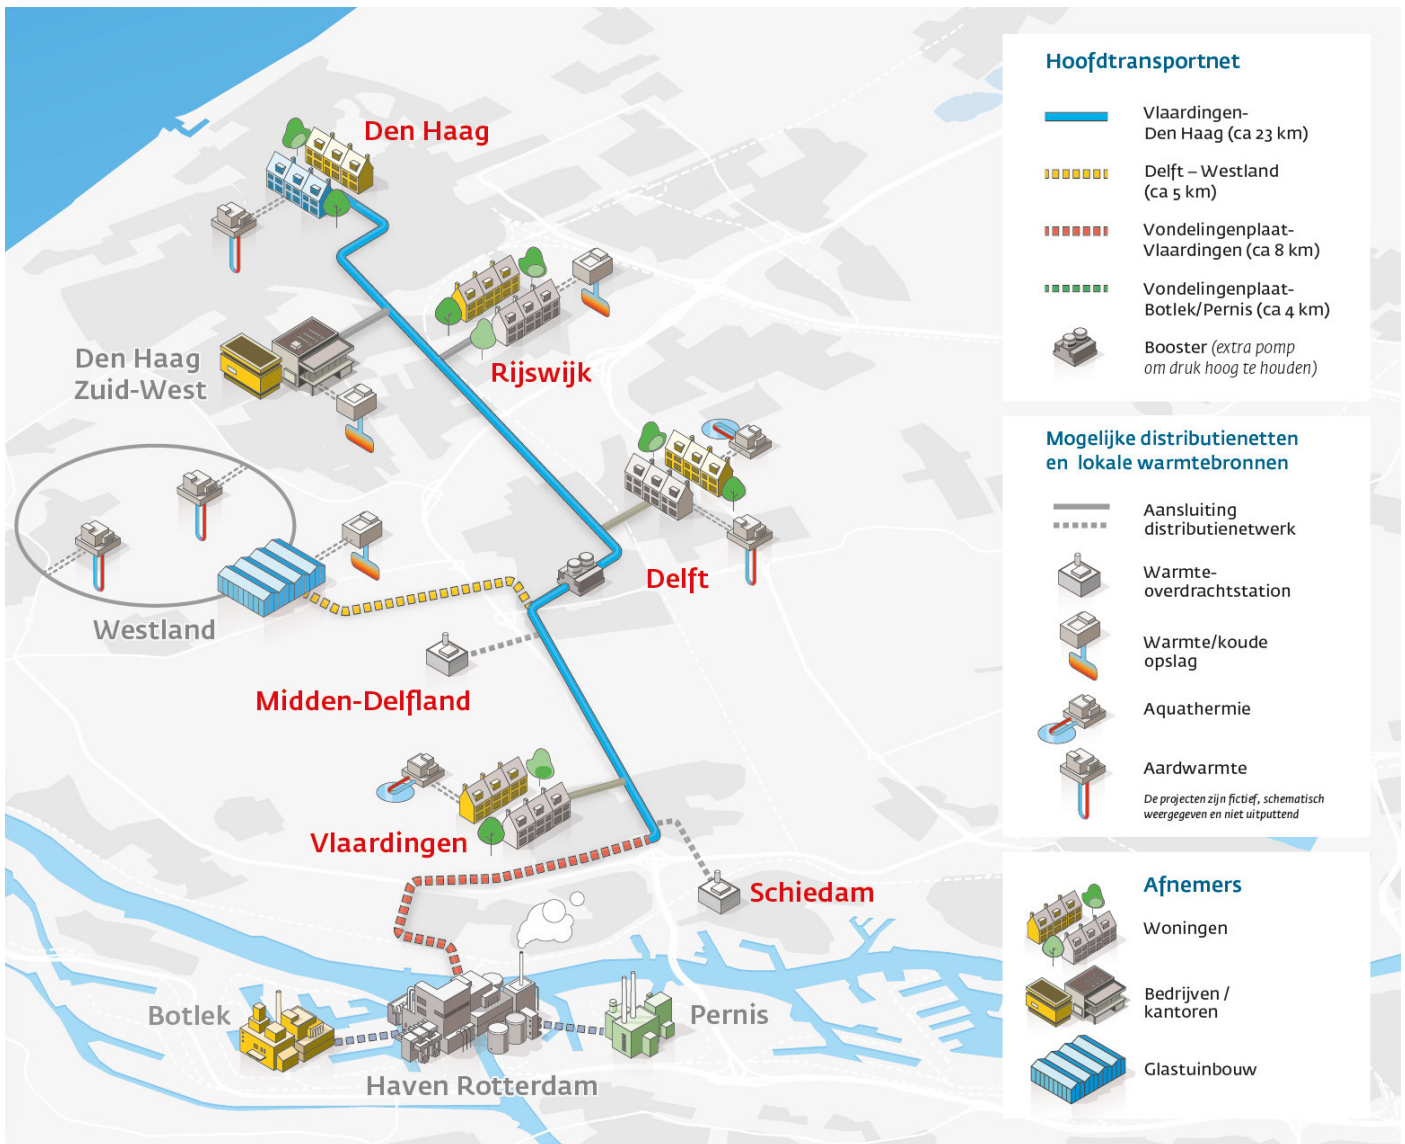 Den Haag
Rijswijk
Den Haag
Zuid-West
Delft
Westland
Midden-Delfland
Vlaardingen
Schiedam
Botlek
Pernis
Haven Rotterdam
Hoofdtransportnet
Vlaardingen-
Den Haag (ca 23 km)
Delft – Westland
(ca 5 km)
Vondelingenplaat-
Vlaardingen (ca 8 km)
Vondelingenplaat-
Botlek/Pernis (ca 4 km)
Booster (extra pomp
om druk hoog te houden)
Mogelijke distributienetten
en lokale warmtebronnen
Aansluiting
distributienetwerk
Warmte-
overdrachtstation
Warmte/koude
opslag
Aquathermie
Aardwarmte
De projecten zijn fictief, schematisch
weergegeven en niet uitputtend
Afnemers
Woningen
Bedrijven /
kantoren
Glastuinbouw